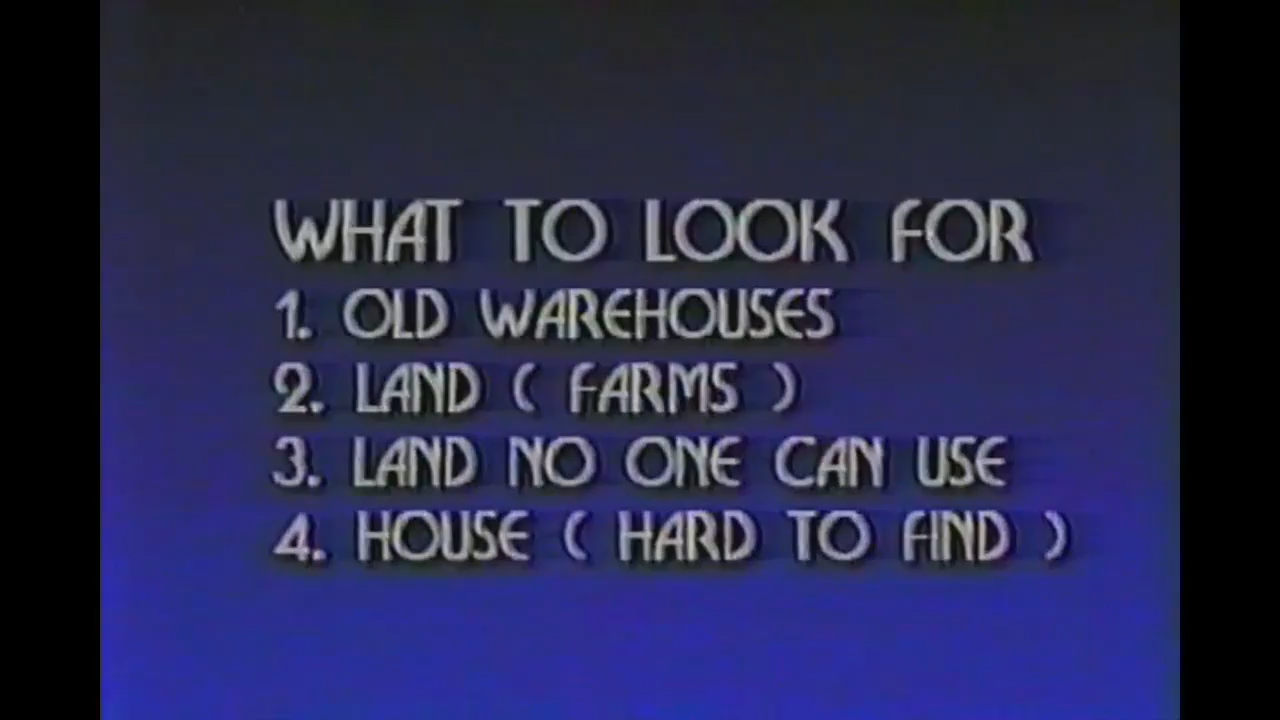 WHAT TO LOOK FOR
1. OLD WAREHOUSES
2. LAND ( FARMS )
3. LAND NO ONE CAN USE
4. HOUSE ( HARD TO FIND )